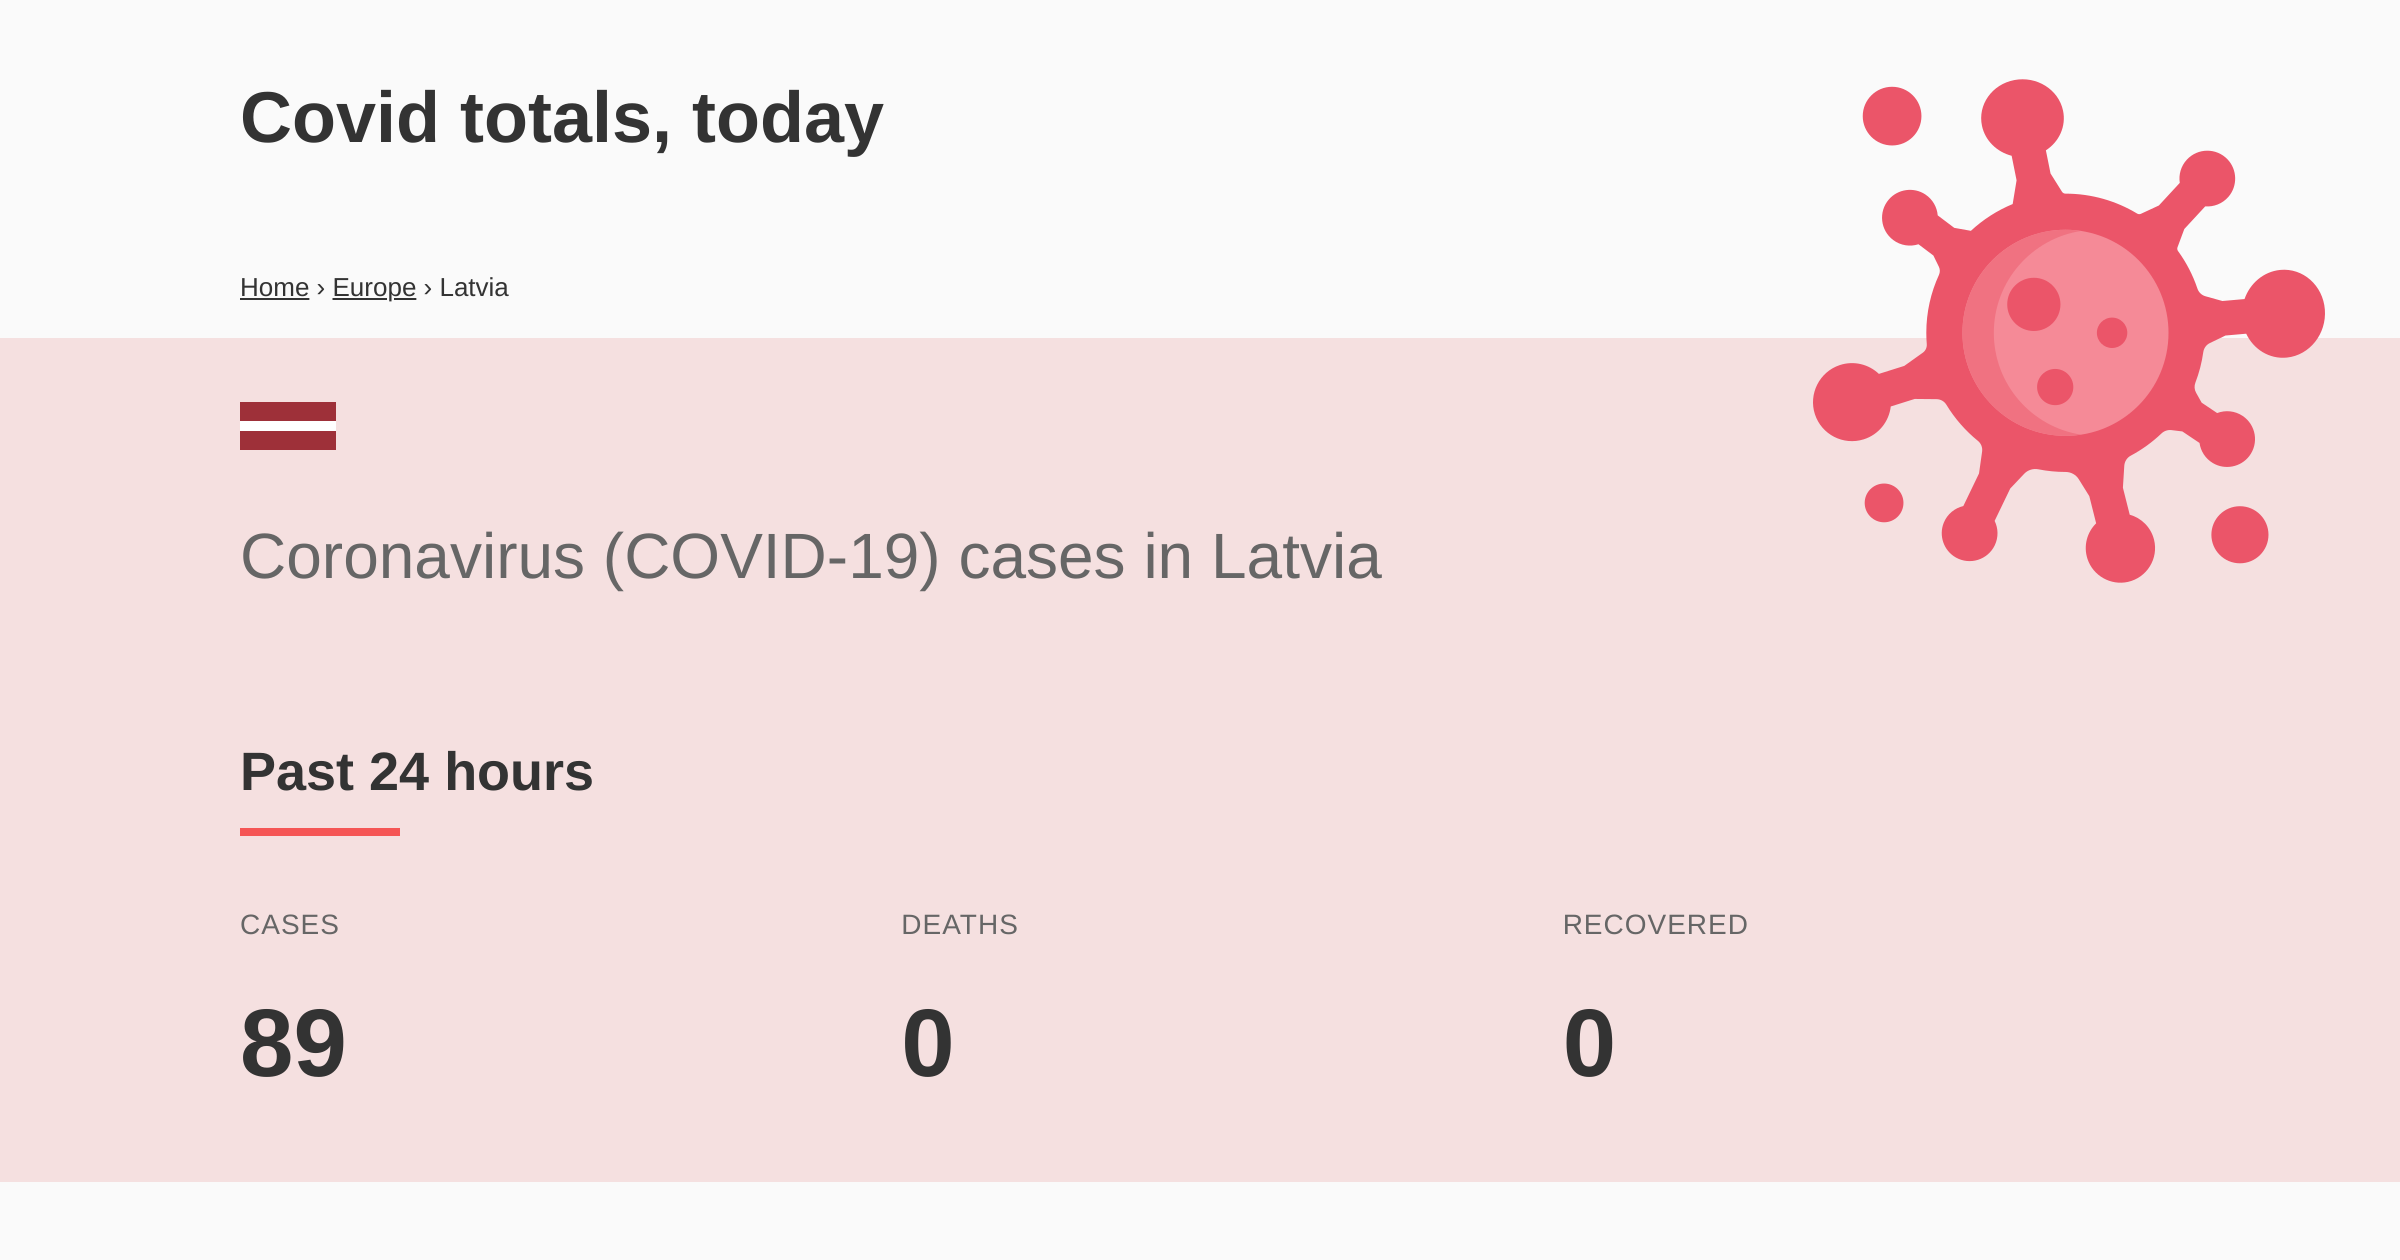 Covid totals, today
Home › Europe › Latvia
Coronavirus (COVID-19) cases in Latvia
Past 24 hours
CASES
DEATHS
RECOVERED
89
0
0